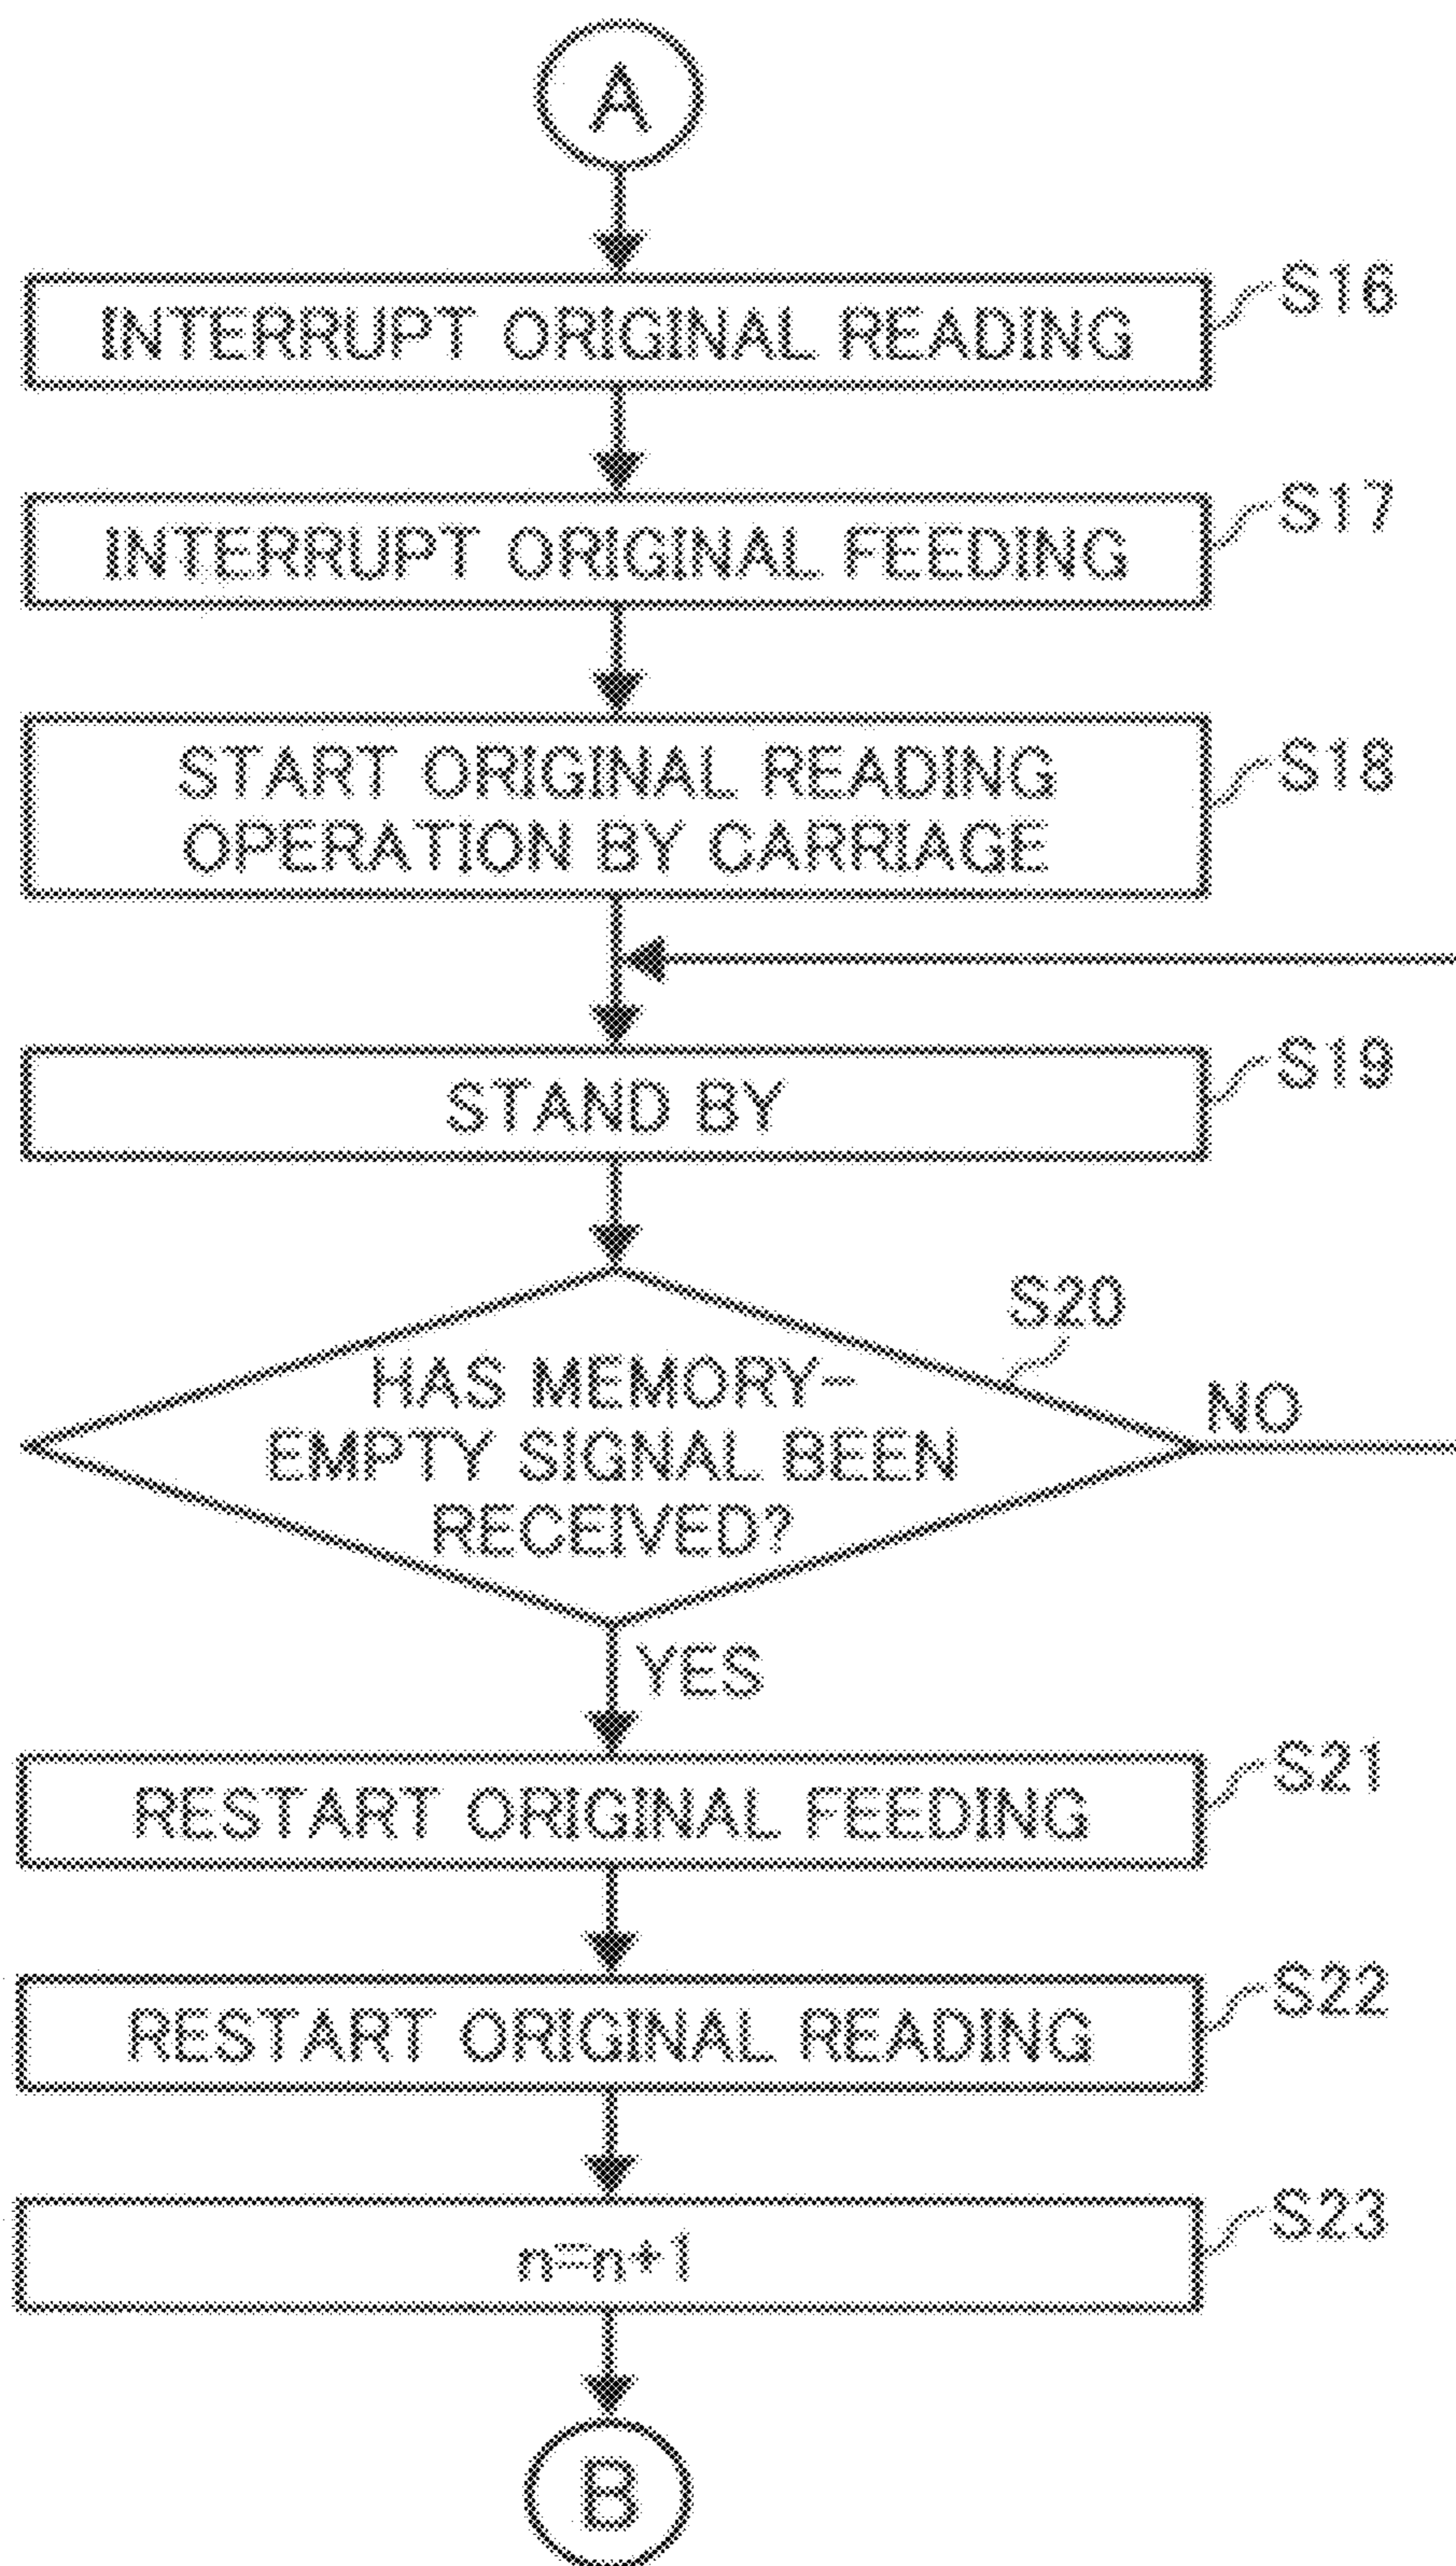 A
INTERRUPT ORIGINAL READING
S16
INTERRUPT ORIGINAL FEEDING
S17
START ORIGINAL READING
OPERATION BY CARRIAGE
S18
STAND BY
S19
S20
HAS MEMORY-
EMPTY SIGNAL BEEN
RECEIVED?
NO
YES
RESTART ORIGINAL FEEDING
S21
RESTART ORIGINAL READING
S22
n=n+1
S23
B